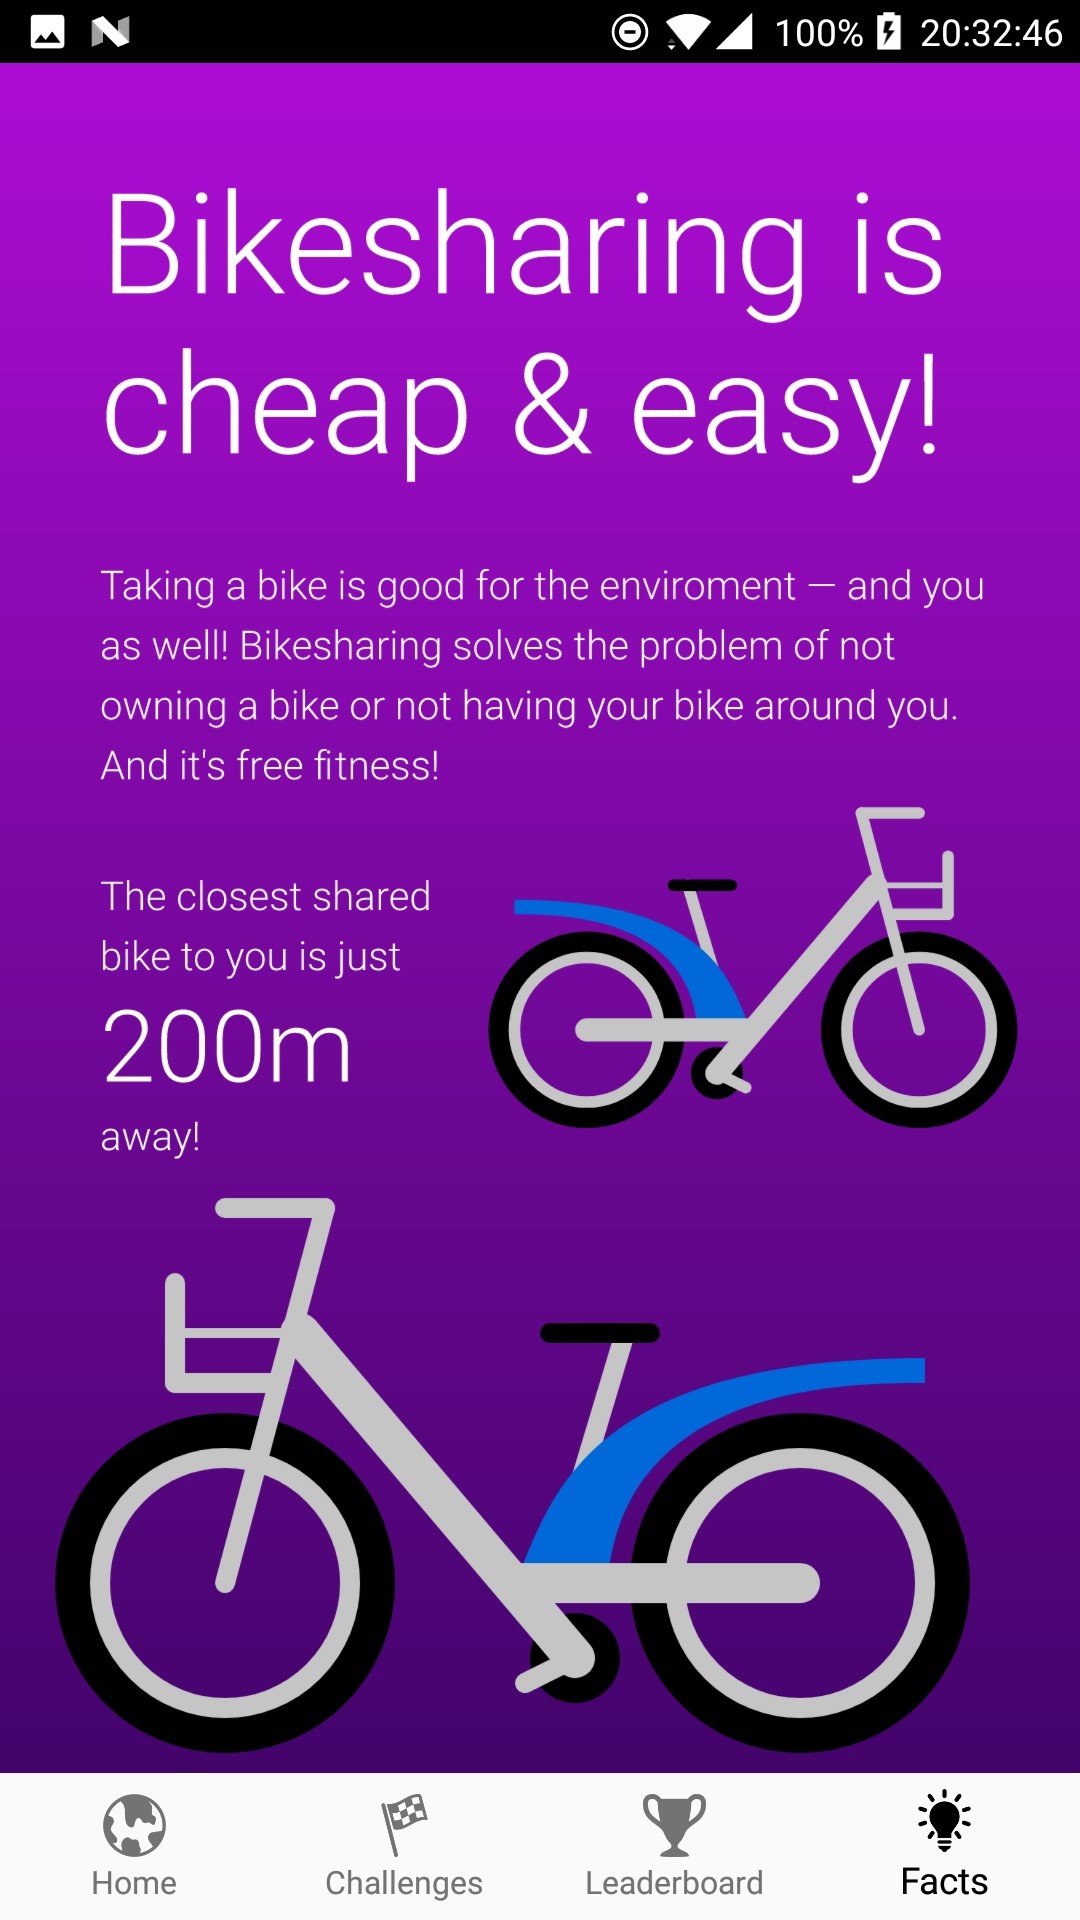 100% 20:32:46
Bikesharing is
cheap & easy!
Taking a bike is good for the enviroment — and you
as well! Bikesharing solves the problem of not
owning a bike or not having your bike around you.
And it's free fitness!
The closest shared
bike to you is just
200m
away!
Home Challenges Leaderboard Facts